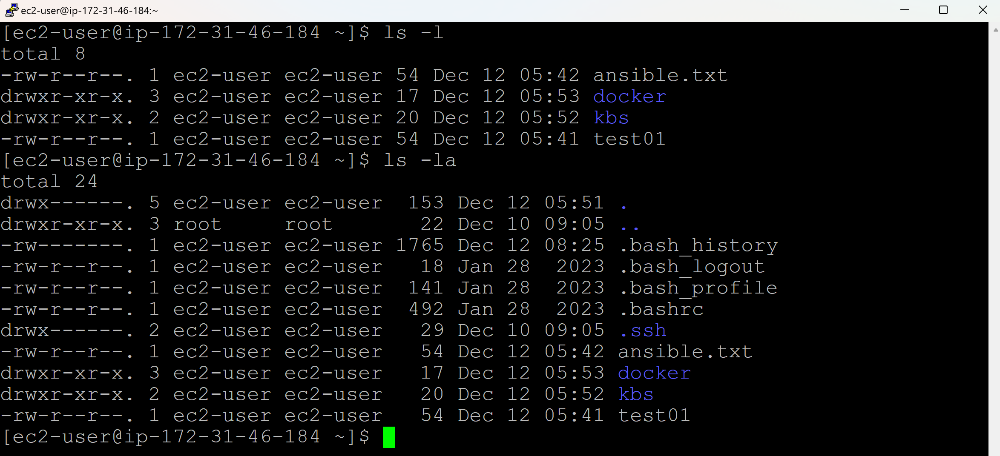 ec2-user@ip-172-31-46-184:~
[ec2-user@ip-172-31-46-184 ~]$ ls -l
total 8
-rw-r--r--. 1 ec2-user ec2-user 54 Dec 12 05:42 ansible.txt
drwxr-xr-x. 3 ec2-user ec2-user 17 Dec 12 05:53 docker
drwxr-xr-x. 2 ec2-user ec2-user 20 Dec 12 05:52 kbs
-rw-r--r--. 1 ec2-user ec2-user 54 Dec 12 05:41 test01
[ec2-user@ip-172-31-46-184 ~]$ ls -la
total 24
drwx------. 5 ec2-user ec2-user  153 Dec 12 05:51 .
drwxr-xr-x. 3 root     root       22 Dec 10 09:05 ..
-rw-------. 1 ec2-user ec2-user 1765 Dec 12 08:25 .bash_history
-rw-r--r--. 1 ec2-user ec2-user   18 Jan 28  2023 .bash_logout
-rw-r--r--. 1 ec2-user ec2-user  141 Jan 28  2023 .bash_profile
-rw-r--r--. 1 ec2-user ec2-user  492 Jan 28  2023 .bashrc
drwx------. 2 ec2-user ec2-user   29 Dec 10 09:05 .ssh
-rw-r--r--. 1 ec2-user ec2-user   54 Dec 12 05:42 ansible.txt
drwxr-xr-x. 3 ec2-user ec2-user   17 Dec 12 05:53 docker
drwxr-xr-x. 2 ec2-user ec2-user   20 Dec 12 05:52 kbs
-rw-r--r--. 1 ec2-user ec2-user   54 Dec 12 05:41 test01
[ec2-user@ip-172-31-46-184 ~]$